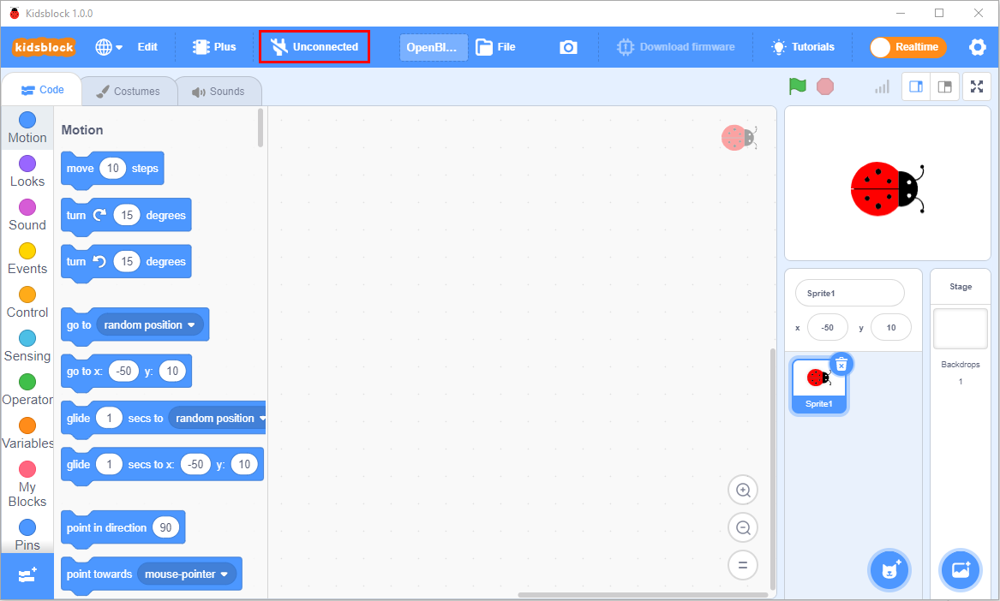 Kidsblock 1.0.0
kidsblock Edit Plus Unconnected OpenBl... File Download firmware Tutorials Realtime
Code Costumes Sounds
Motion
Looks
Sound
Events
Control
Sensing
Operator
Variables
My
Blocks
Pins
Motion
move 10 steps
turn 15 degrees
turn 15 degrees
go to random position
go to x: -50 y: 10
glide 1 secs to random position
glide 1 secs to x: -50 y: 10
point in direction 90
point towards mouse-pointer
Sprite1
x -50 y 10
Sprite1
Stage
Backdrops
1